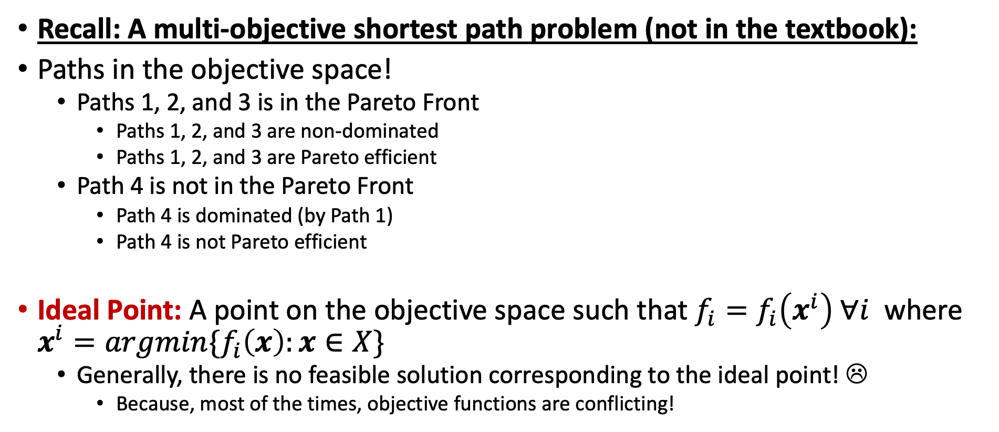 • Recall: A multi-objective shortest path problem (not in the textbook):
• Paths in the objective space!
• Paths 1, 2, and 3 is in the Pareto Front
• Paths 1, 2, and 3 are non-dominated
• Paths 1, 2, and 3 are Pareto efficient
• Path 4 is not in the Pareto Front
• Path 4 is dominated (by Path 1)
• Path 4 is not Pareto efficient
• Ideal Point: A point on the objective space such that $f_i = f_i(\boldsymbol{x}^i) \, \forall i$ where
$\boldsymbol{x}^i = argmin\{f_i(\boldsymbol{x}): \boldsymbol{x} \in X\}$
• Generally, there is no feasible solution corresponding to the ideal point! ☹
• Because, most of the times, objective functions are conflicting!